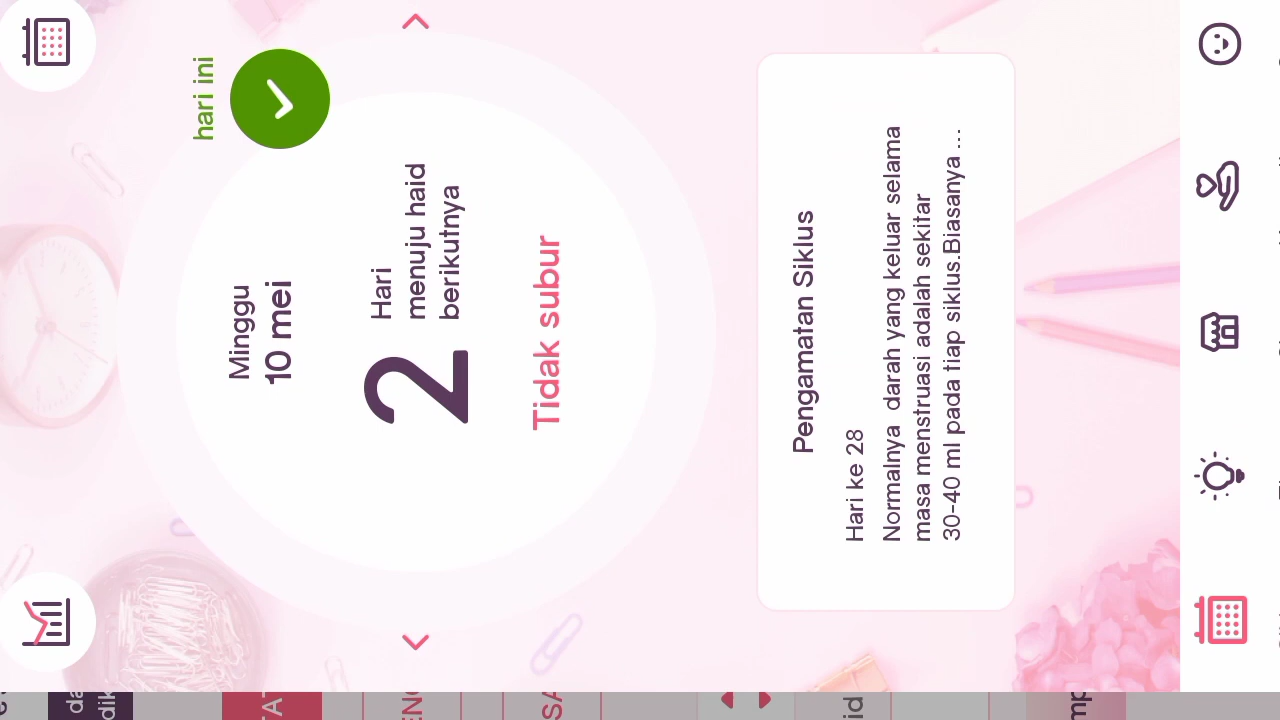 hari ini
Minggu
10 mei
2
Hari
menuju haid
berikutnya
Tidak subur
Pengamatan Siklus
Hari ke 28
Normalnya  darah yang keluar selama
masa menstruasi adalah sekitar
30-40 ml pada tiap siklus.Biasanya ...